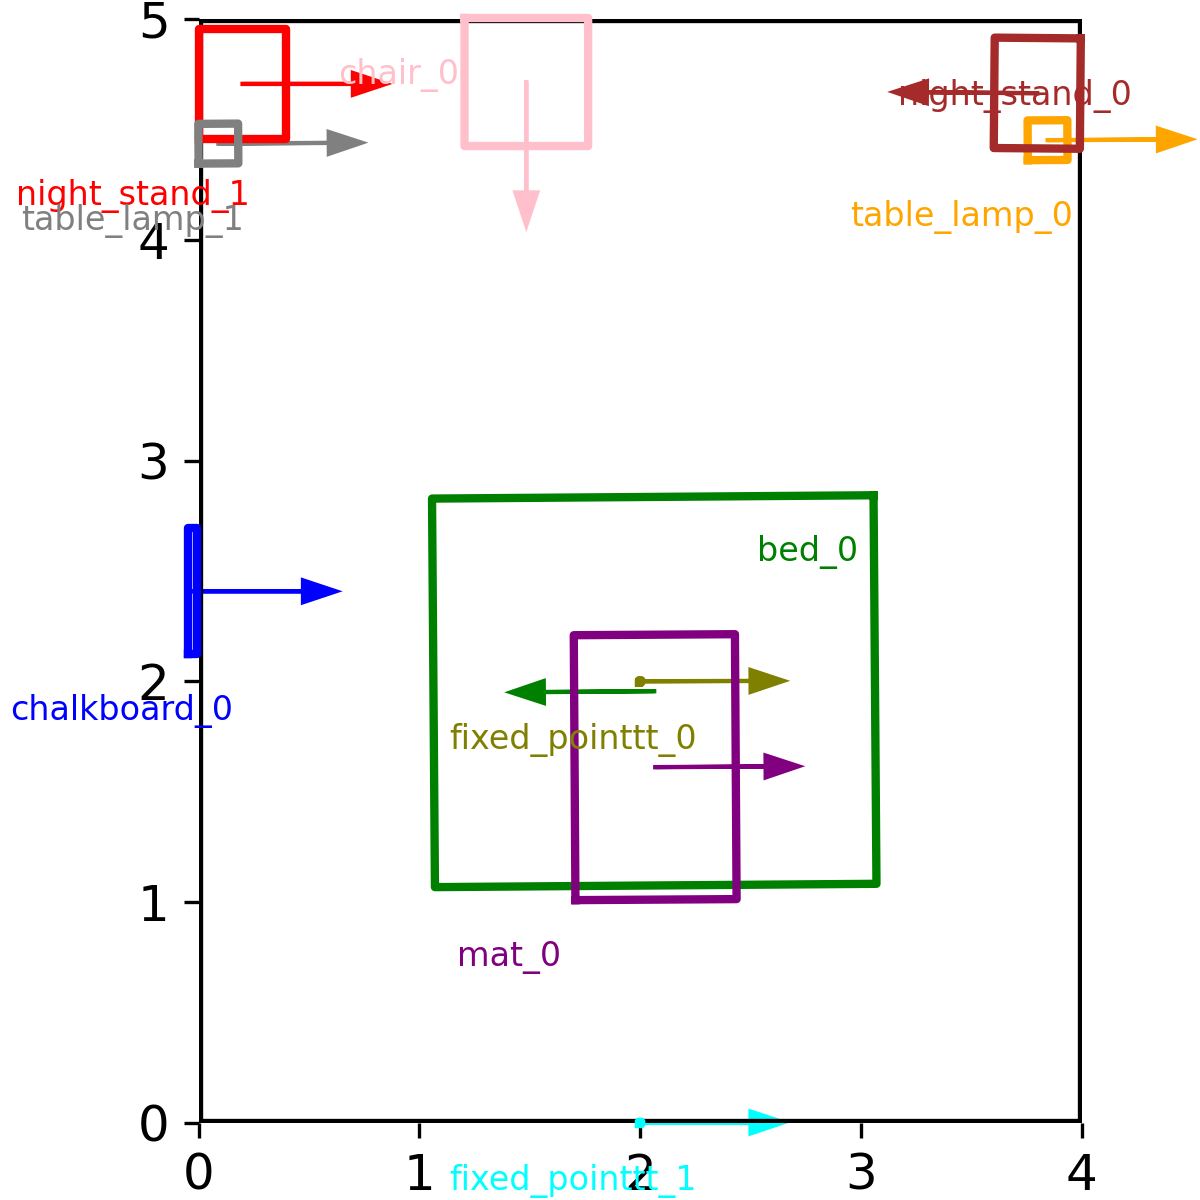 5
chair_0
night_stand_0
night_stand_1
table_lamp_1
table_lamp_0
4
3
bed_0
2
chalkboard_0
fixed_pointtt_0
1
mat_0
0
0 1 2 3 4
fixed_pointtt_1